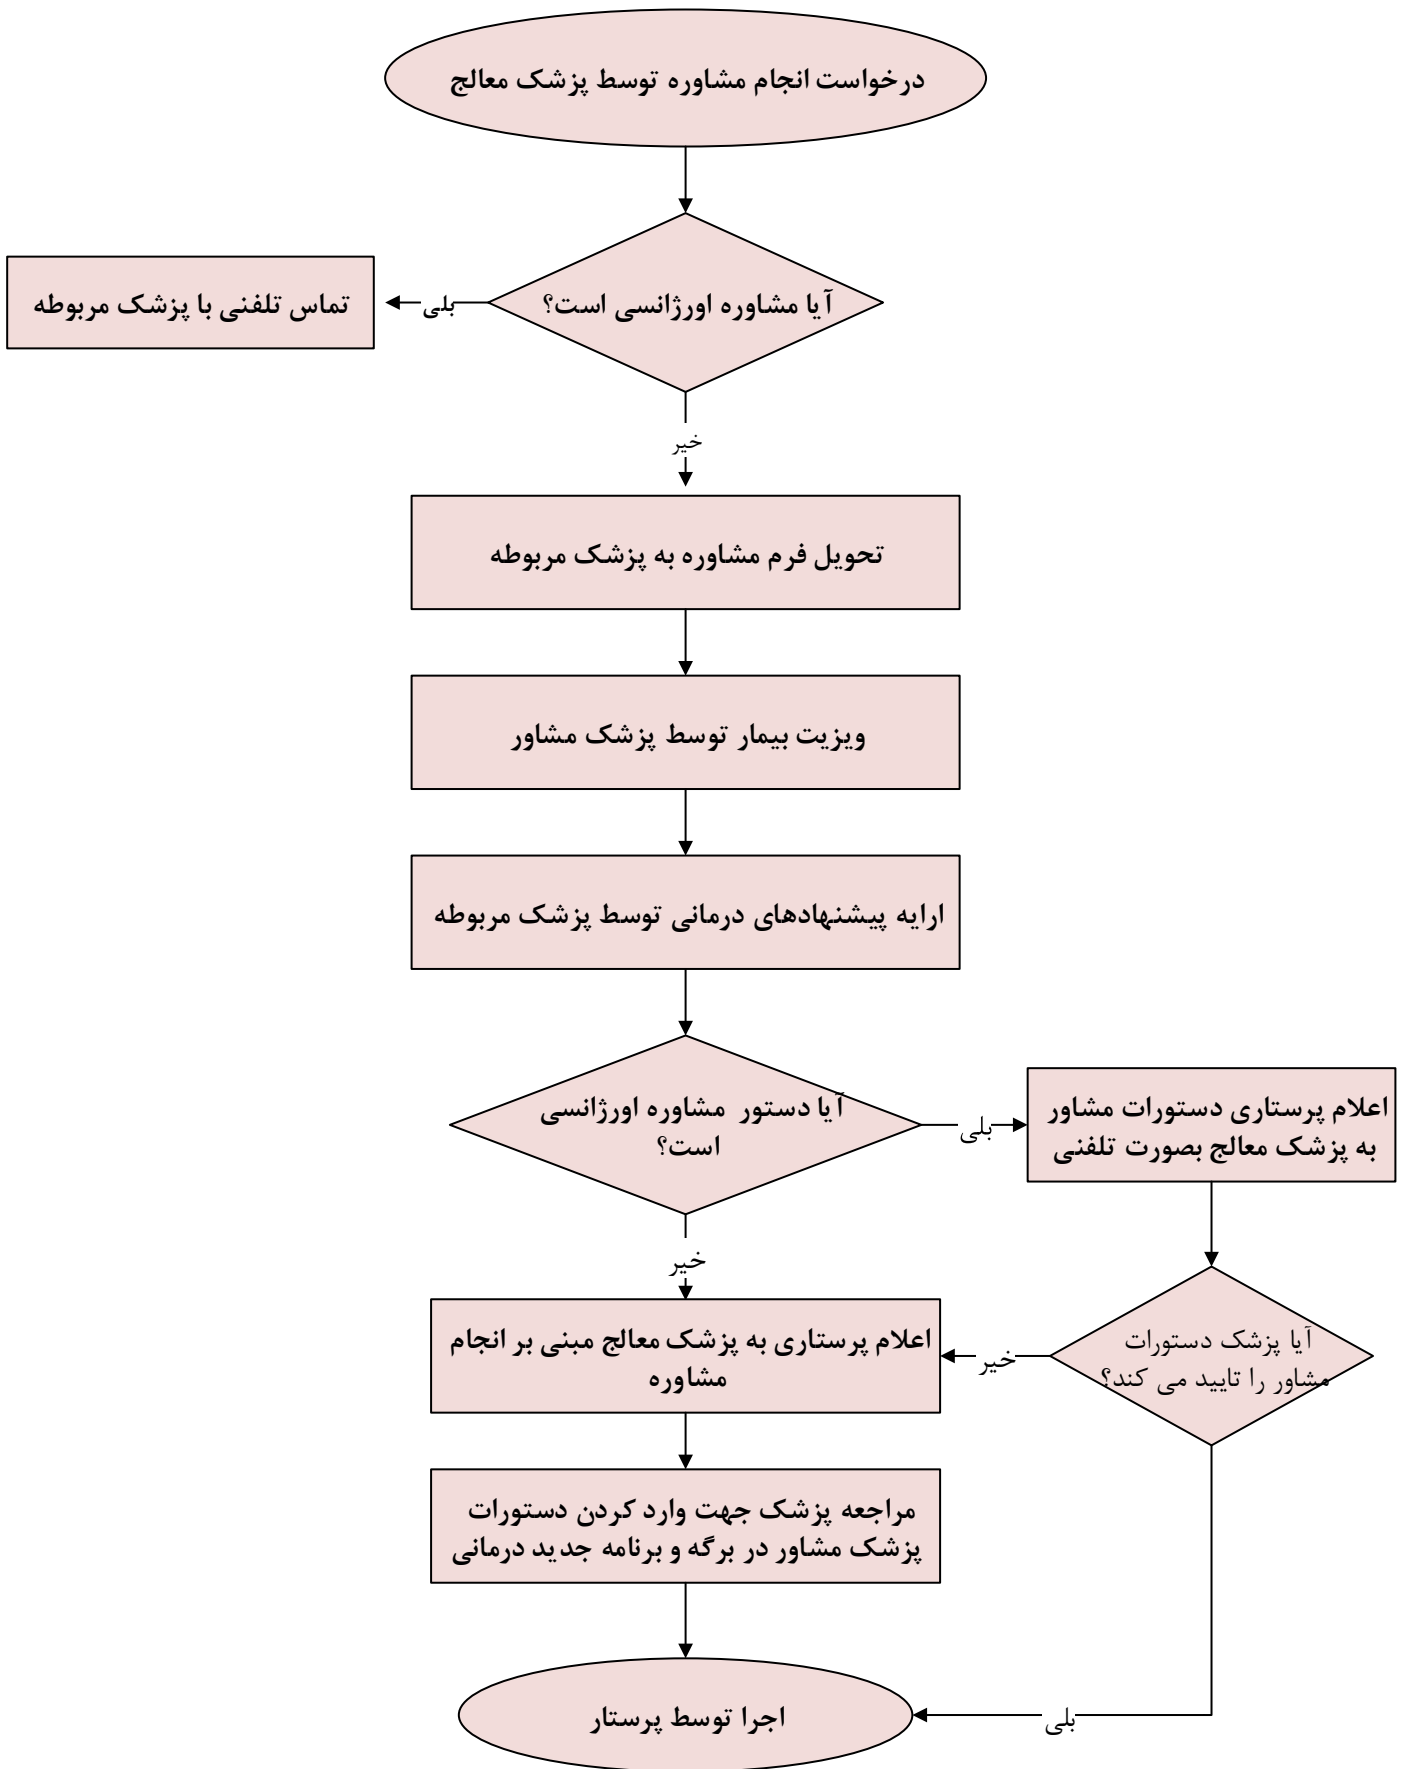 درخواست انجام مشاوره توسط پزشک معالج
آیا مشاوره اورژانسی است؟
بلی
تماس تلفنی با پزشک مربوطه
خیر
تحویل فرم مشاوره به پزشک مربوطه
ویزیت بیمار توسط پزشک مشاور
ارایه پیشنهادهای درمانی توسط پزشک مربوطه
آیا دستور مشاوره اورژانسی
است؟
بلی
اعلام پرستاری دستورات مشاور
به پزشک معالج بصورت تلفنی
خیر
آیا پزشک دستورات
مشاور را تایید می کند؟
خیر
اعلام پرستاری به پزشک معالج مبنی بر انجام
مشاوره
مراجعه پزشک جهت وارد کردن دستورات
پزشک مشاور در برگه و برنامه جدید درمانی
بلی
اجرا توسط پرستار